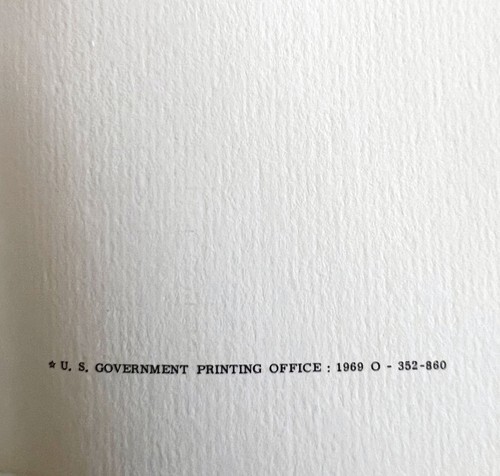 ☆ U. S. GOVERNMENT PRINTING OFFICE : 1969 O - 352-860